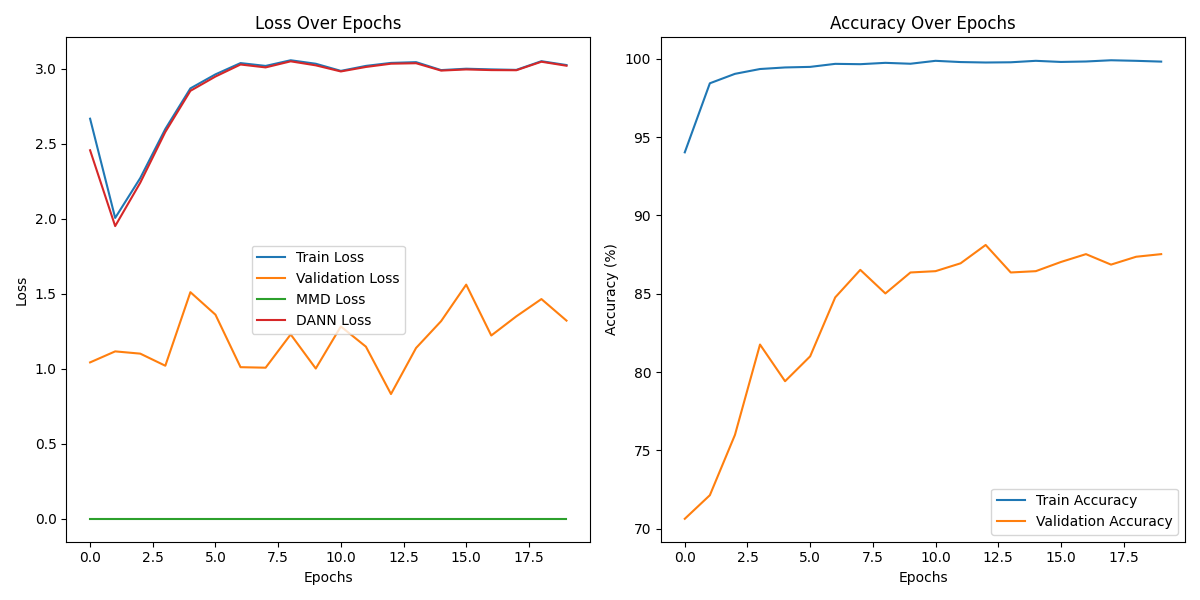 Loss Over Epochs
3.0
2.5
2.0
1.5
1.0
0.5
0.0
Loss
Train Loss
Validation Loss
MMD Loss
DANN Loss
0.0 2.5 5.0 7.5 10.0 12.5 15.0 17.5
Epochs
Accuracy Over Epochs
100
95
90
85
80
75
70
Accuracy (%)
Train Accuracy
Validation Accuracy
0.0 2.5 5.0 7.5 10.0 12.5 15.0 17.5
Epochs